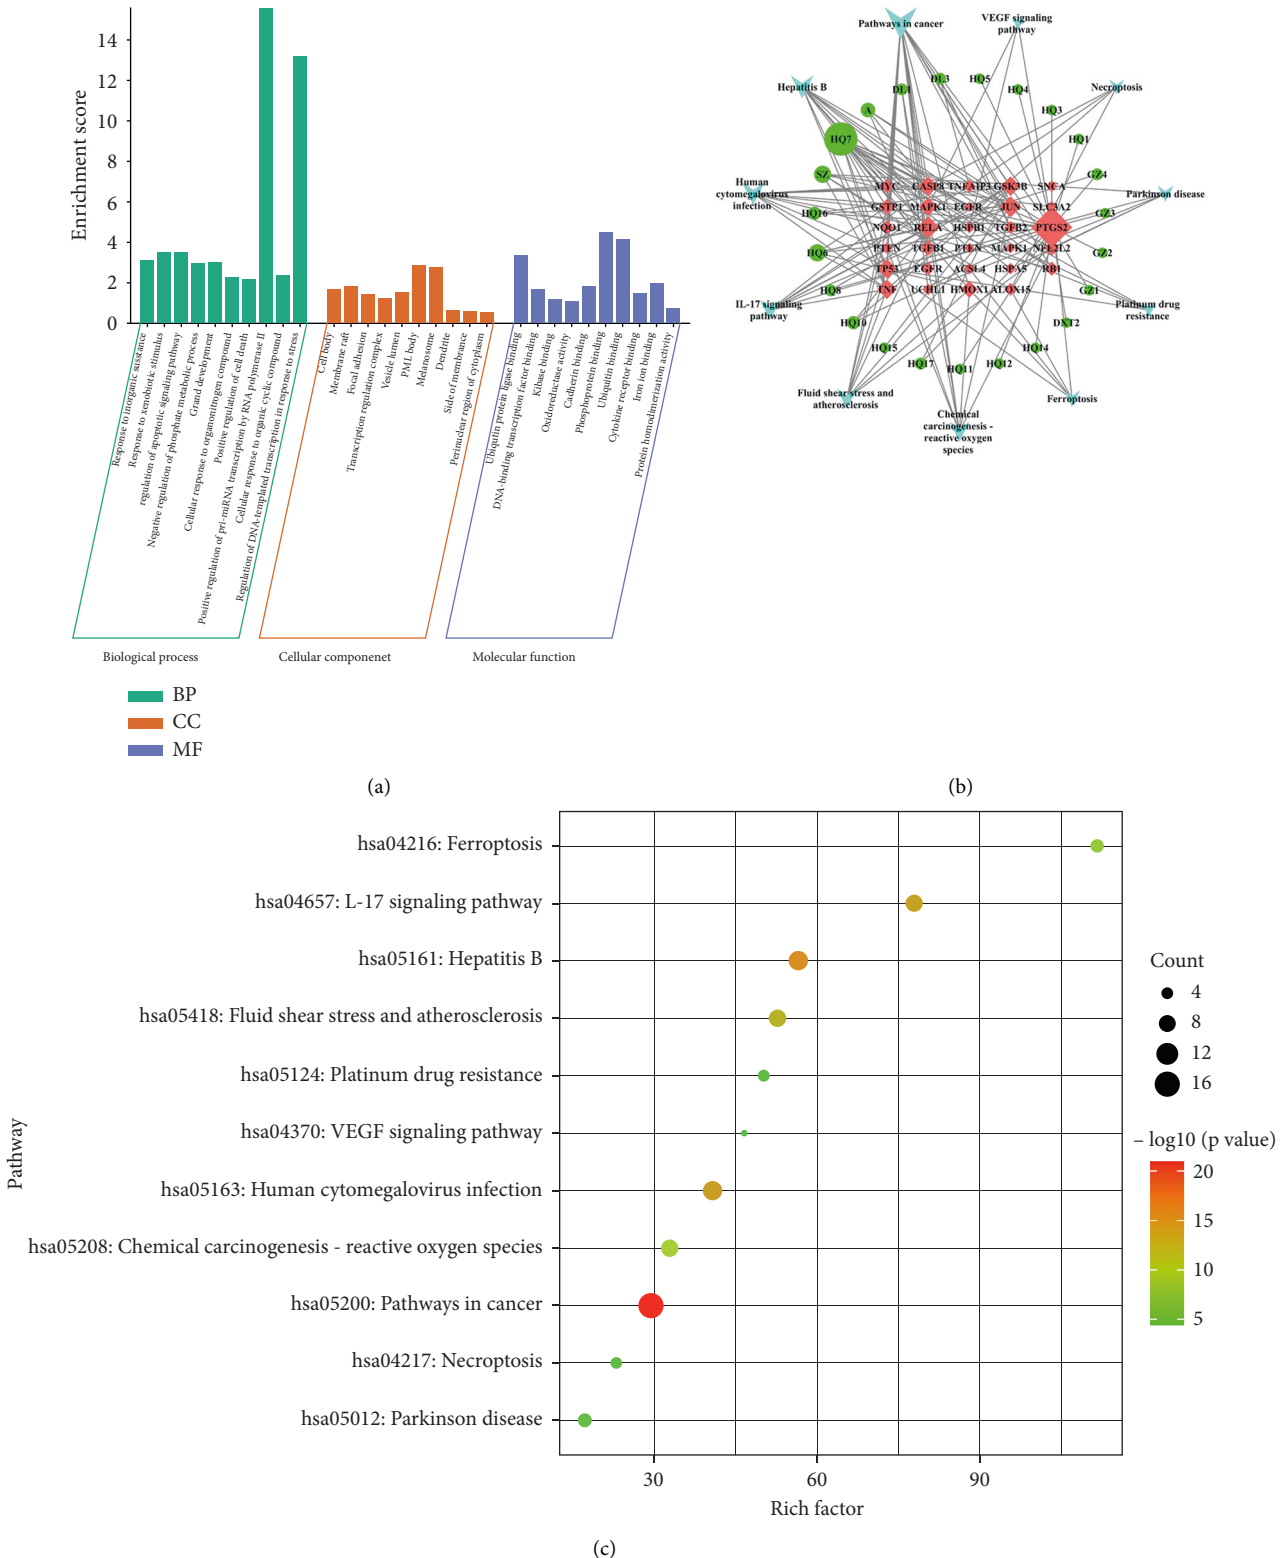 Enrichment score
14
12
10
8
6
4
2
0
Response to inorganic susstance
Response to xenobiotic stimulus
regulation of apoptotic signaling pathway
Negative regulation of phosphate metabolic process
Grand development
Cellular response to organonitrogen compound
Positive regulation of cell death
Positive regulation of pri-miRNA transcription by RNA polymerase II
Cellular response to organic cyclic compound
Regulation of DNA-templated transcription in response to stress
Cell body
Membrane raft
Focal adhesion
Transcription regulation complex
Vesicle lumen
PML body
Melanosome
Dendrite
Side of membrance
Perinuclear region of cytoplasm
Ubiqutin protein ligase binding
DNA-binding transcription factor binding
Kibase binding
Oxidoreductase activity
Cadherin binding
Phosphoprotein binding
Ubiquitin binding
Cytokine receptor binding
Iron ion binding
Protein homodimerization activity
Biological process
Cellular componenet
Molecular function
BP
CC
MF
(a)
Pathways in cancer
VEGF signaling
pathway
Hepatitis B
Necroptosis
Human
cytomegalovirus
infection
Parkinson disease
IL-17 signaling
pathway
Platinum drug
resistance
Fluid shear stress and
atherosclerosis
Ferroptosis
Chemical
carcinogenesis -
reactive oxygen
species
DL3
HQ5
DL1
HQ4
A
HQ3
HQ7
HQ1
SZ
GZ4
HQ16
GZ3
HQ6
GZ2
HQ8
GZ1
HQ10
DXT2
HQ15
HQ14
HQ17
HQ11
HQ12
MYC CASP8 TNFAIP3 GSK3B SNCA
GSTP1 MAPK1 EGFR JUN SLC3A2
NQO1 RELA HSPB1 TGFB2 PTGS2
PTEN TGFB1 PTEN MAPK1 NFE2L2
TP53 EGFR ACSL4 HSPA5 RB1
TNF UCHL1 HMOX1 ALOX15
(b)
Pathway
hsa04216: Ferroptosis
hsa04657: L-17 signaling pathway
hsa05161: Hepatitis B
hsa05418: Fluid shear stress and atherosclerosis
hsa05124: Platinum drug resistance
hsa04370: VEGF signaling pathway
hsa05163: Human cytomegalovirus infection
hsa05208: Chemical carcinogenesis - reactive oxygen species
hsa05200: Pathways in cancer
hsa04217: Necroptosis
hsa05012: Parkinson disease
30
60
90
Rich factor
Count
4
8
12
16
– log10 (p value)
20
15
10
5
(c)